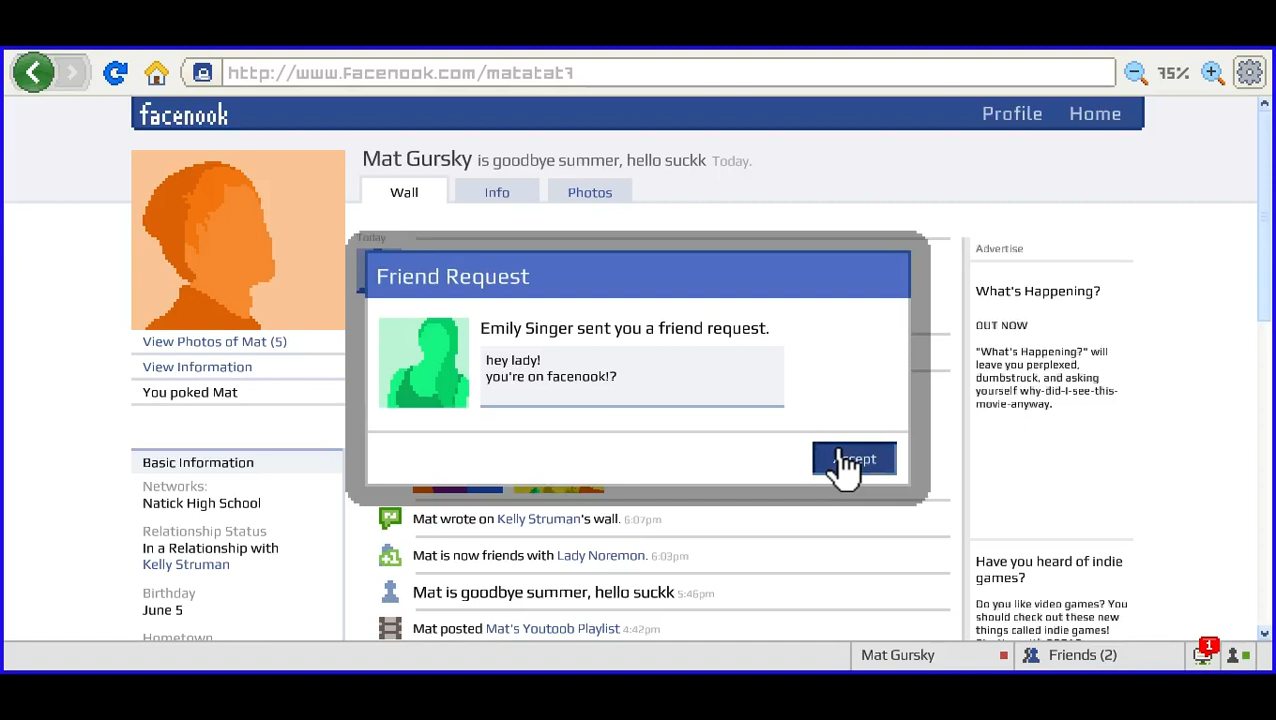 http://www.facenook.com/matatat7
75%
facenook
Profile Home
Mat Gursky is goodbye summer, hello suckk Today.
Wall Info Photos
Today
Advertise
Friend Request
Emily Singer sent you a friend request.
hey lady!
you're on facenook!?
Accept
View Photos of Mat (5)
View Information
You poked Mat
Basic Information
Networks:
Natick High School
Relationship Status
In a Relationship with
Kelly Struman
Birthday
June 5
Hometown
Mat wrote on Kelly Struman's wall. 6:07pm
Mat is now friends with Lady Noremon. 6:03pm
Mat is goodbye summer, hello suckk 5:46pm
Mat posted Mat's Youtoob Playlist 4:42pm
What's Happening?
OUT NOW
"What's Happening?" will
leave you perplexed,
dumbstruck, and asking
yourself why-did-I-see-this-
movie-anyway.
Have you heard of indie
games?
Do you like video games? You
should check out these new
things called indie games!
Mat Gursky
Friends (2)
1